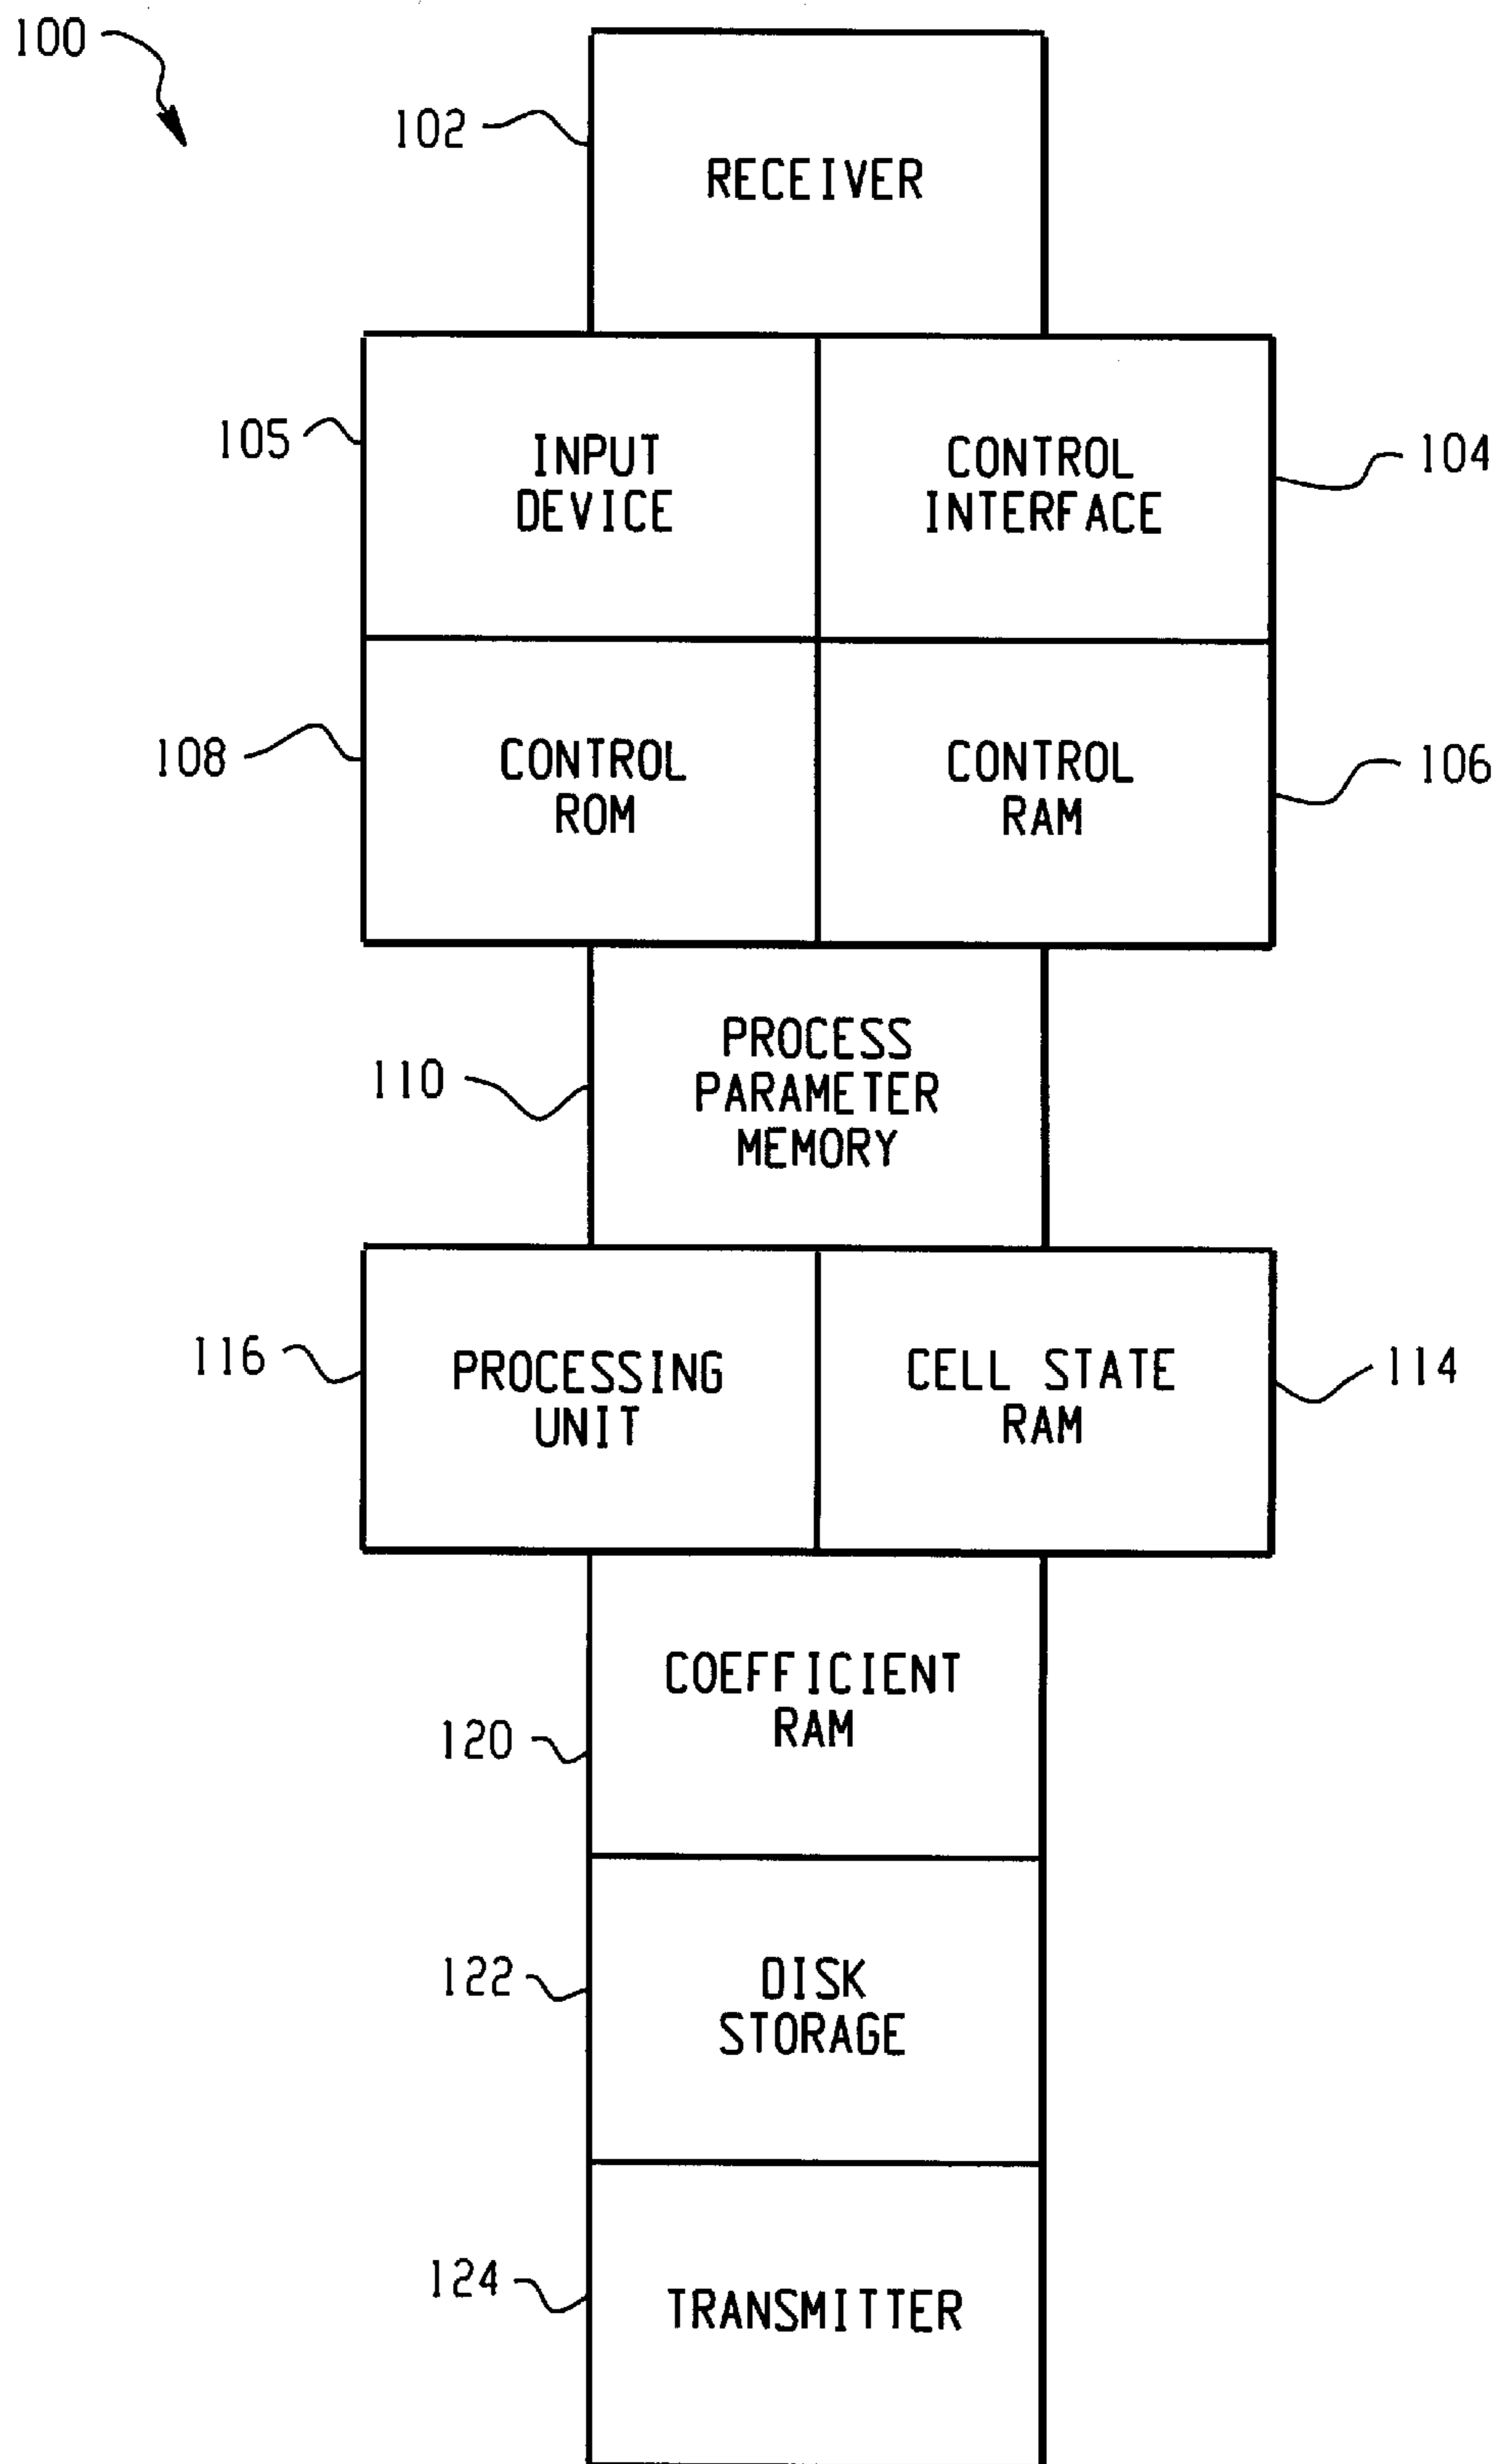 100
102
RECEIVER
105
INPUT
DEVICE
CONTROL
INTERFACE
104
108
CONTROL
ROM
CONTROL
RAM
106
110
PROCESS
PARAMETER
MEMORY
116
PROCESSING
UNIT
CELL STATE
RAM
114
COEFFICIENT
RAM
120
122
DISK
STORAGE
124
TRANSMITTER